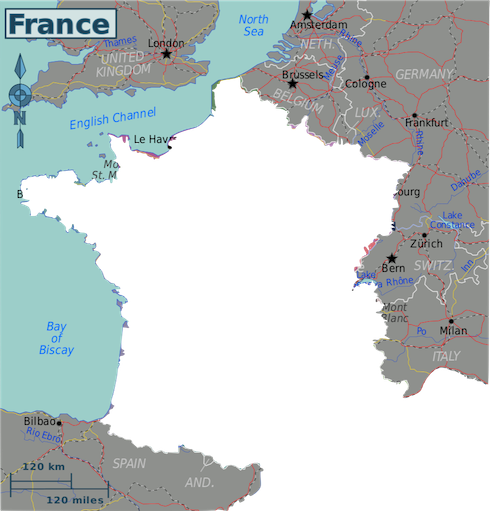 France
North
Sea
Amsterdam
Thames
London
NETH.
Rhine
UNITED
KINGDOM
Meuse
Brussels
Cologne
GERMANY
BELGIUM
LUX.
English Channel
Frankfurt
Le Hav
Moselle
Rhine
Mo
St. M
Danube
B
ourg
Lake
Constance
Zürich
Bern
SWITZ.
Inn
Lake
a Rhône
Mont
Blanc
Bay
of
Biscay
Po
Milan
ITALY
Bilbao
Rio Ebro
SPAIN
AND.
120 km
120 miles
N